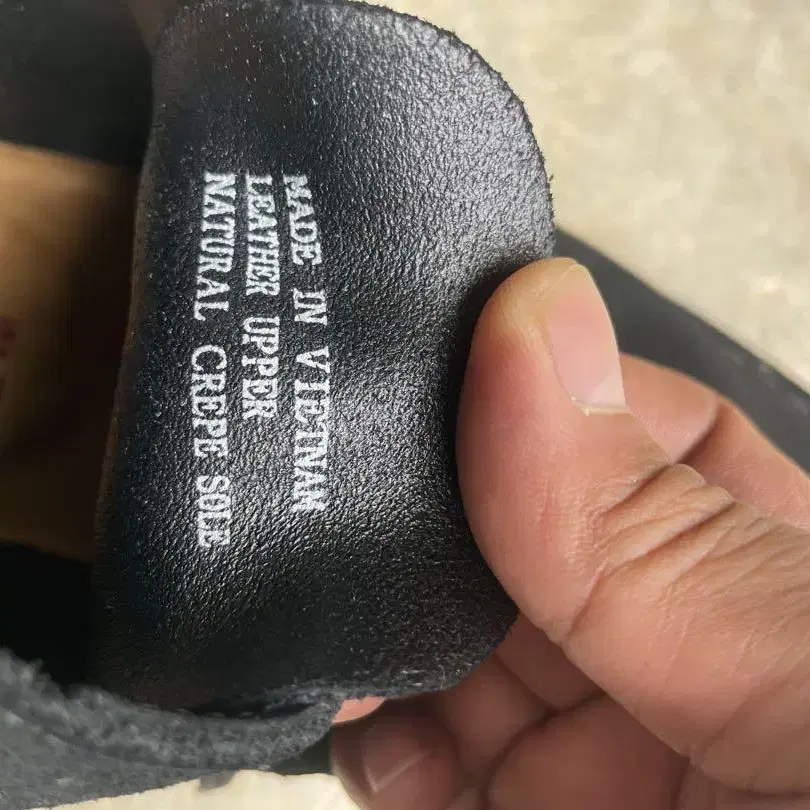 MADE IN VIETNAM
LEATHER UPPER
NATURAL CREPE SOLE